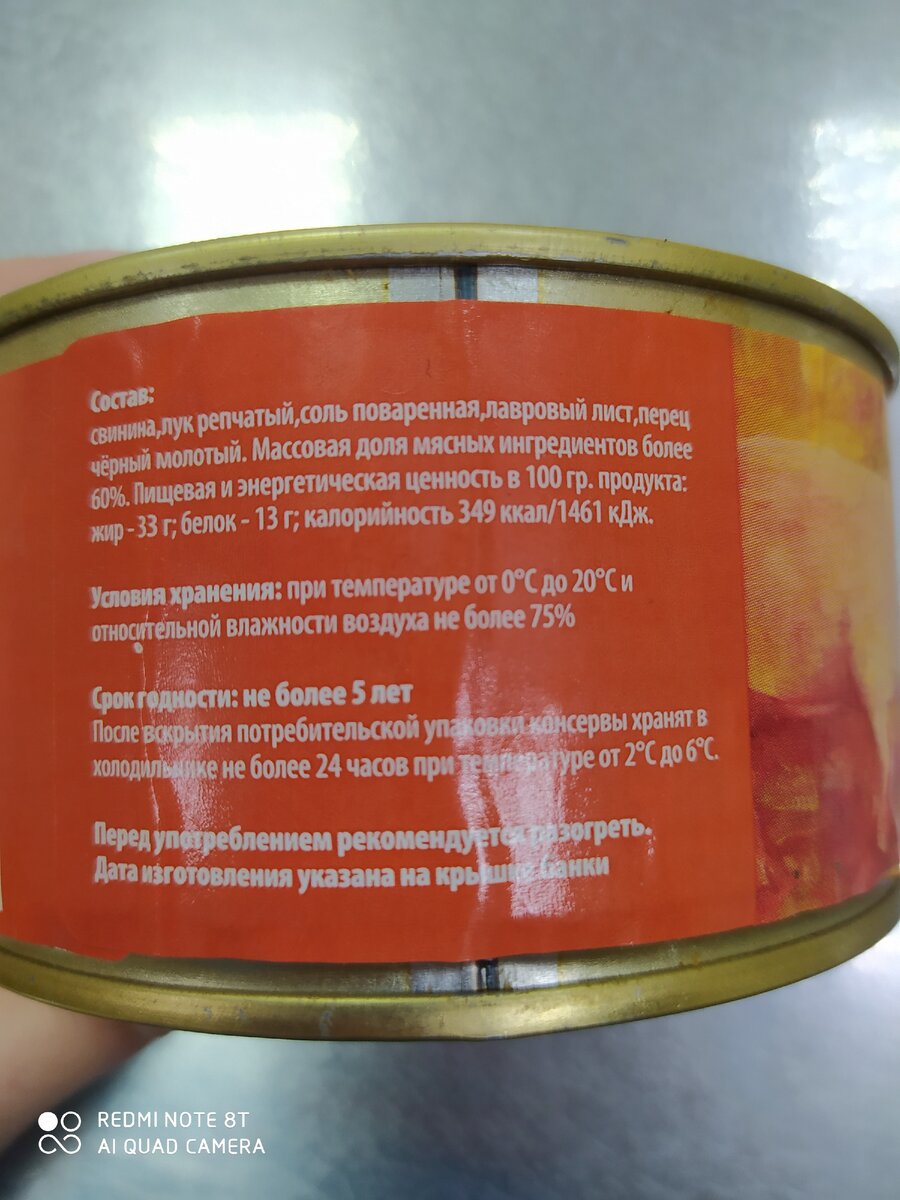 Состав:
свинина,лук репчатый,соль поваренная,лавровый лист,перец
чёрный молотый. Массовая доля мясных ингредиентов более
60%. Пищевая и энергетическая ценность в 100 гр. продукта:
жир - 33 г; белок - 13 г; калорийность 349 ккал/1461 кДж.
Условия хранения: при температуре от 0°С до 20°С и
относительной влажности воздуха не более 75%
Срок годности: не более 5 лет
После вскрытия потребительской упаковки консервы хранят в
холодильнике не более 24 часов при температуре от 2°С до 6°С.
Перед употреблением рекомендуется разогреть.
Дата изготовления указана на крышке банки
REDMI NOTE 8T
AI QUAD CAMERA